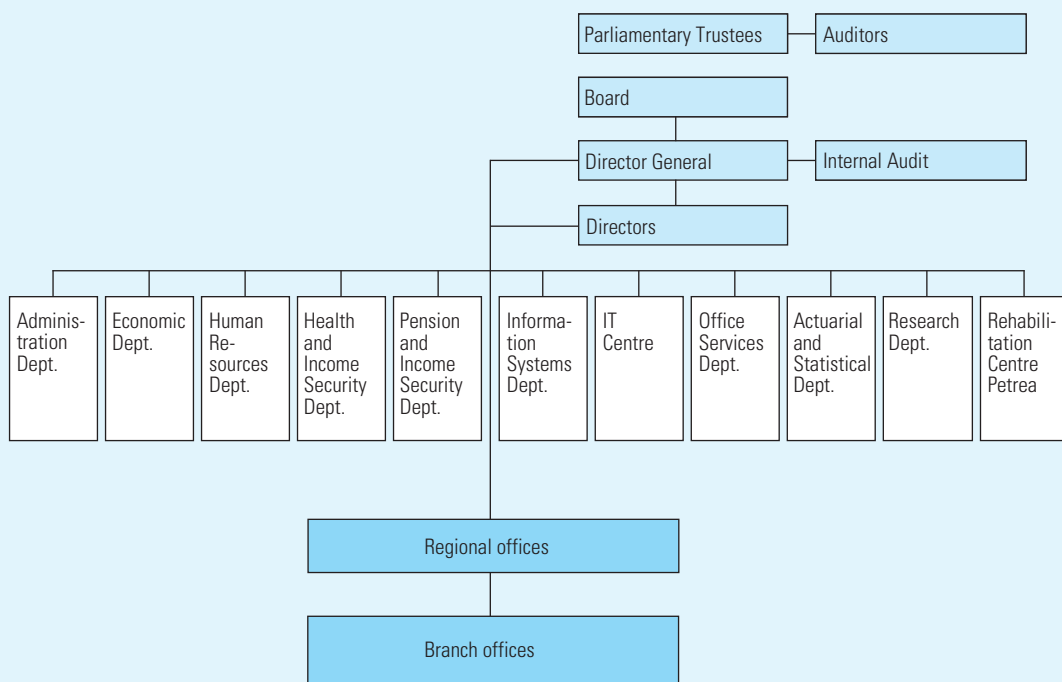 Parliamentary Trustees
Auditors
Board
Director General
Internal Audit
Directors
Adminis-
tration
Dept.
Economic
Dept.
Human
Re-
sources
Dept.
Health
and
Income
Security
Dept.
Pension
and
Income
Security
Dept.
Informa-
tion
Systems
Dept.
IT
Centre
Office
Services
Dept.
Actuarial
and
Statistical
Dept.
Research
Dept.
Rehabili-
tation
Centre
Petrea
Regional offices
Branch offices